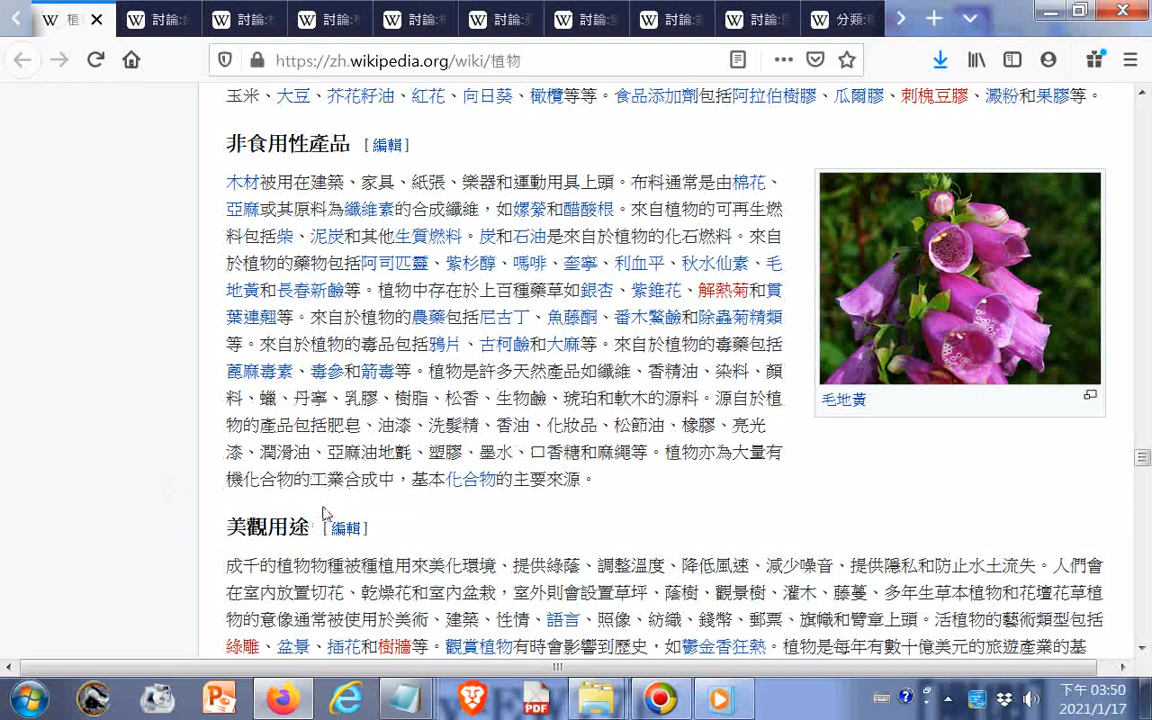 植
討論:
討論:
討論:
討論:
討論:
討論:
討論:
討論:
分類:
https://zh.wikipedia.org/wiki/植物
玉米、大豆、芥花籽油、紅花、向日葵、橄欖等等。食品添加劑包括阿拉伯樹膠、瓜爾膠、刺槐豆膠、澱粉和果膠等。
非食用性產品 [編輯]
木材被用在建築、家具、紙張、樂器和運動用具上頭。布料通常是由棉花、
亞麻或其原料為纖維素的合成纖維，如嫘縈和醋酸根。來自植物的可再生燃
料包括柴、泥炭和其他生質燃料。炭和石油是來自於植物的化石燃料。來自
於植物的藥物包括阿司匹靈、紫杉醇、嗎啡、奎寧、利血平、秋水仙素、毛
地黃和長春新鹼等。植物中存在於上百種藥草如銀杏、紫錐花、解熱菊和貫
葉連翹等。來自於植物的農藥包括尼古丁、魚藤酮、番木鱉鹼和除蟲菊精類
等。來自於植物的毒品包括鴉片、古柯鹼和大麻等。來自於植物的毒藥包括
蓖麻毒素、毒參和箭毒等。植物是許多天然產品如纖維、香精油、染料、顏
料、蠟、丹寧、乳膠、樹脂、松香、生物鹼、琥珀和軟木的源料。源自於植
物的產品包括肥皂、油漆、洗髮精、香油、化妝品、松節油、橡膠、亮光
漆、潤滑油、亞麻油地氈、塑膠、墨水、口香糖和麻繩等。植物亦為大量有
機化合物的工業合成中，基本化合物的主要來源。
毛地黃
美觀用途 [編輯]
成千的植物物種被種植用來美化環境、提供綠蔭、調整溫度、降低風速、減少噪音、提供隱私和防止水土流失。人們會
在室內放置切花、乾燥花和室內盆栽，室外則會設置草坪、蔭樹、觀景樹、灌木、藤蔓、多年生草本植物和花壇花草植
物的意像通常被使用於美術、建築、性情、語言、照像、紡織、錢幣、郵票、旗幟和臂章上頭。活植物的藝術類型包括
綠雕、盆景、插花和樹牆等。觀賞植物有時會影響到歷史，如鬱金香狂熱。植物是每年有數十億美元的旅遊產業的基
PDF
下午 03:50
2021/1/17